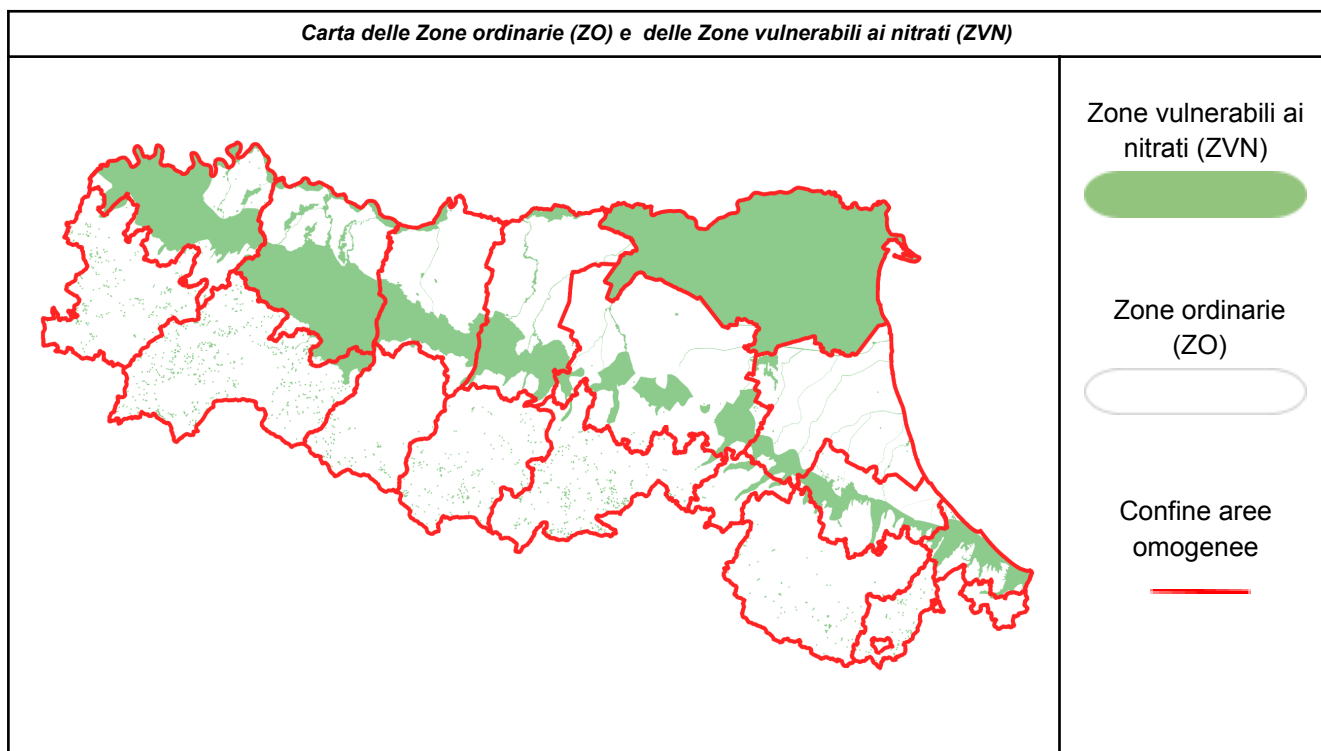 Carta delle Zone ordinarie (ZO) e delle Zone vulnerabili ai nitrati (ZVN)
Zone vulnerabili ai
nitrati (ZVN)
Zone ordinarie
(ZO)
Confine aree
omogenee